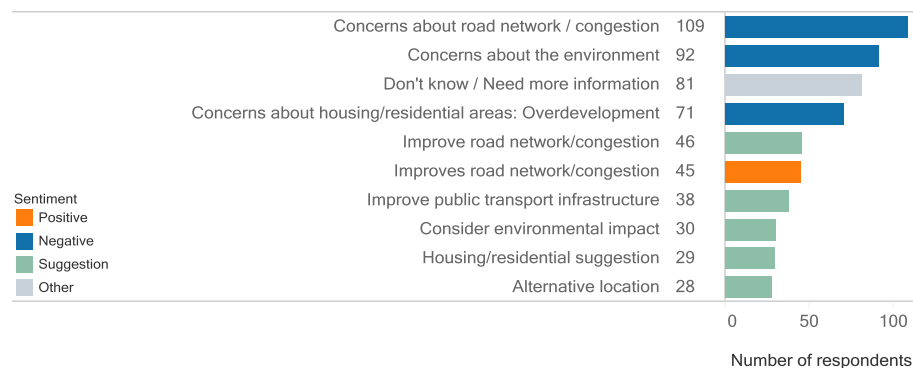 Concerns about road network / congestion 109
Concerns about the environment 92
Don't know / Need more information 81
Concerns about housing/residential areas: Overdevelopment 71
Improve road network/congestion 46
Improves road network/congestion 45
Improve public transport infrastructure 38
Consider environmental impact 30
Housing/residential suggestion 29
Alternative location 28
Sentiment
Positive
Negative
Suggestion
Other
0 50 100
Number of respondents